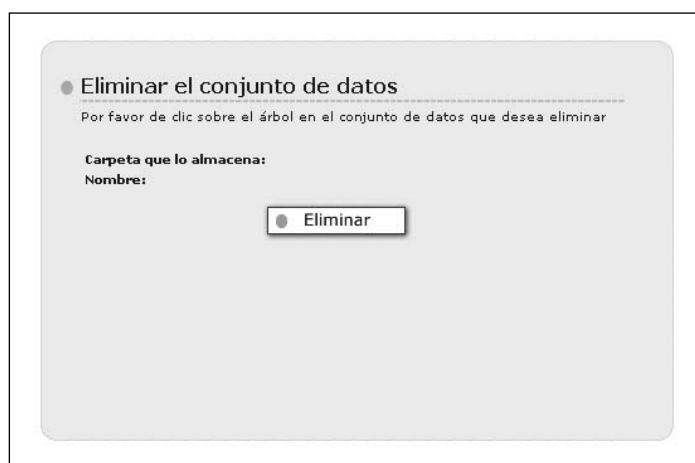 Eliminar el conjunto de datos
Por favor de clic sobre el árbol en el conjunto de datos que desea eliminar
Carpeta que lo almacena:
Nombre:
Eliminar